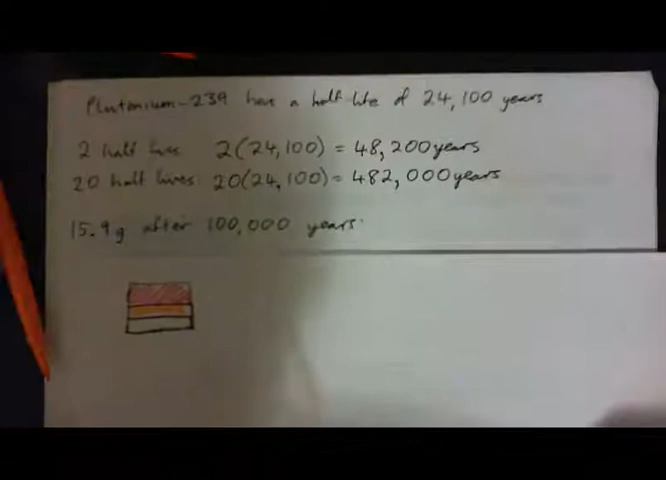 Plutonium-239 have a half life of 24,100 years
2 half lives 2(24,100) = 48,200 years
20 half lives 20(24,100) = 482,000 years
15.9g after 100,000 years